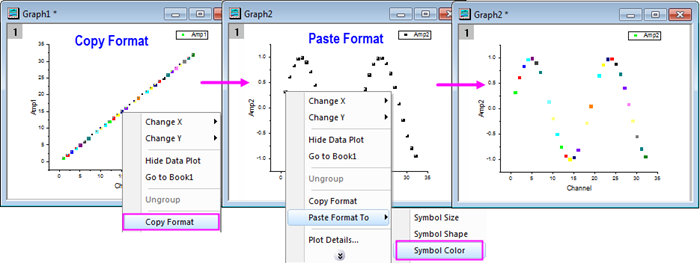 Graph1 *
1
Copy Format
Amp1
35
30
25
20
15
10
5
0
Amp1
0
5
10
Ch
Change X
Change Y
Hide Data Plot
Go to Book1
Ungroup
Copy Format
Graph2
1
Paste Format
Amp2
1.0
0.5
0.0
-0.5
-1.0
Amp2
35
Change X
Change Y
Hide Data Plot
Go to Book1
Ungroup
Copy Format
Paste Format To
Plot Details...
Symbol Size
Symbol Shape
Symbol Color
Graph2 *
1
Amp1
1.0
0.5
0.0
-0.5
-1.0
Amp2
0
5
10
15
20
25
30
35
Channel